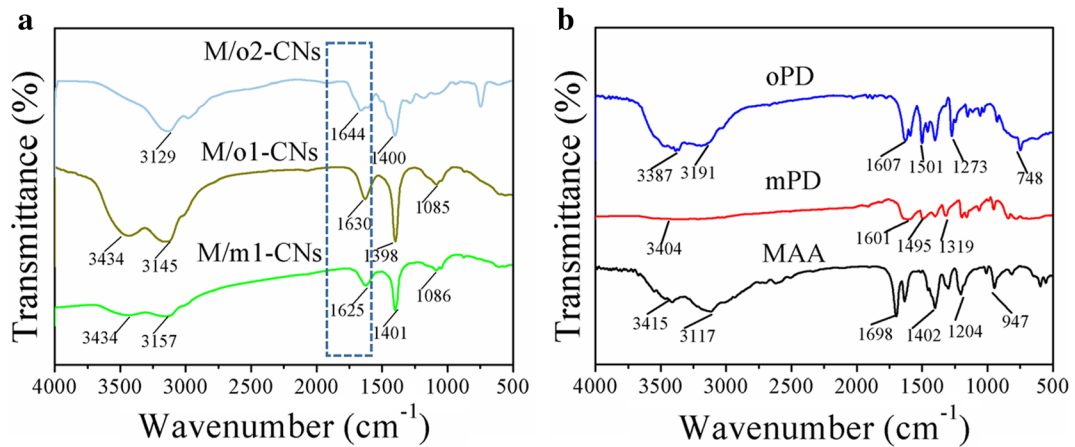 a
Transmittance (%)
M/o2-CNs
3129
1644
1400
M/o1-CNs
3434
3145
1630
1398
1085
M/m1-CNs
3434
3157
1625
1401
1086
4000 3500 3000 2500 2000 1500 1000 500
Wavenumber (cm⁻¹)
b
Transmittance (%)
oPD
3387 3191
1607 1501 1273 748
mPD
3404
1601 1495 1319
MAA
3415
3117
1698 1402 1204 947
4000 3500 3000 2500 2000 1500 1000 500
Wavenumber (cm⁻¹)